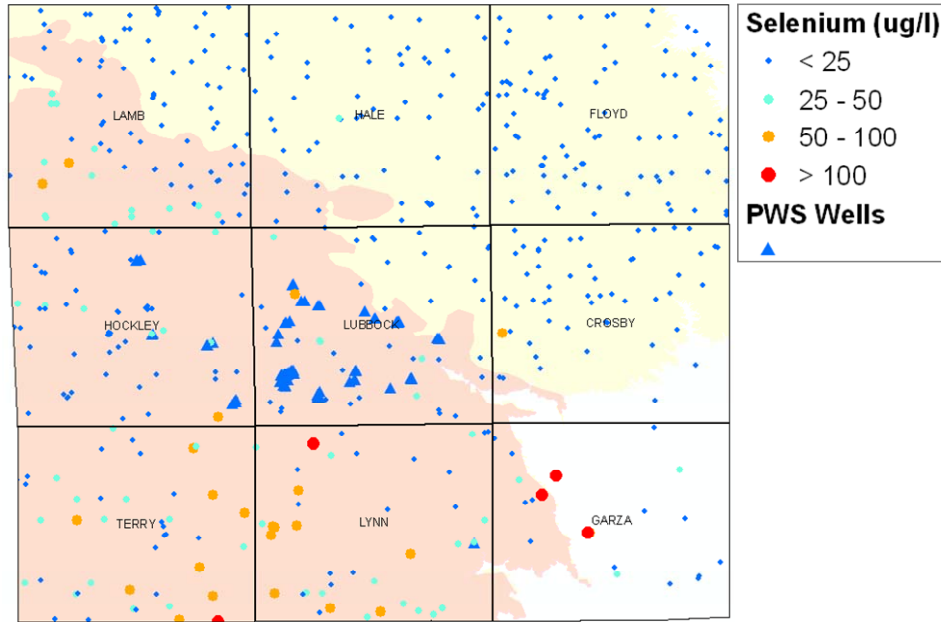 Selenium (ug/l)
< 25
25 - 50
50 - 100
> 100
PWS Wells
LAMB
HALE
FLOYD
HOCKLEY
LUBBOCK
CROSBY
TERRY
LYNN
GARZA